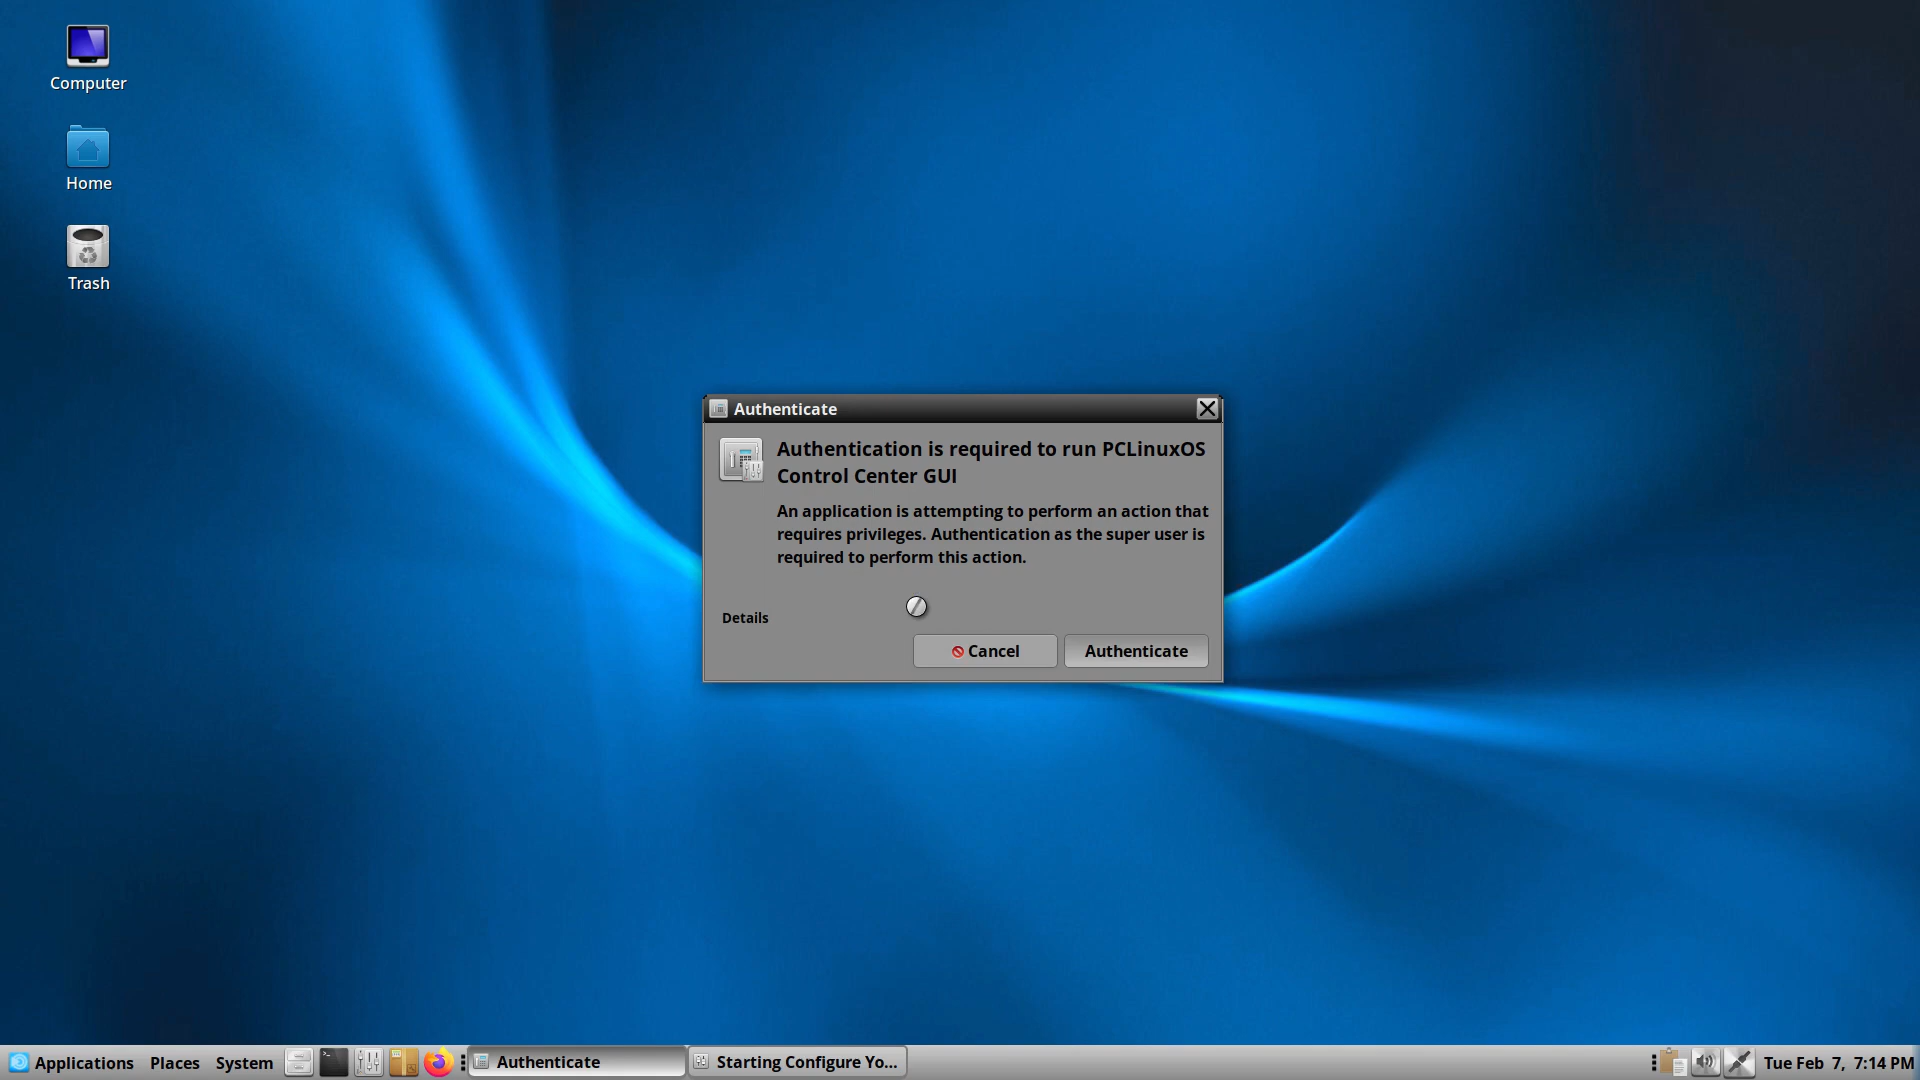 Computer
Home
Trash
Authenticate
Authentication is required to run PCLinuxOS
Control Center GUI
An application is attempting to perform an action that
requires privileges. Authentication as the super user is
required to perform this action.
Details
Cancel
Authenticate
Applications
Places
System
Authenticate
Starting Configure Yo...
Tue Feb 7, 7:14 PM